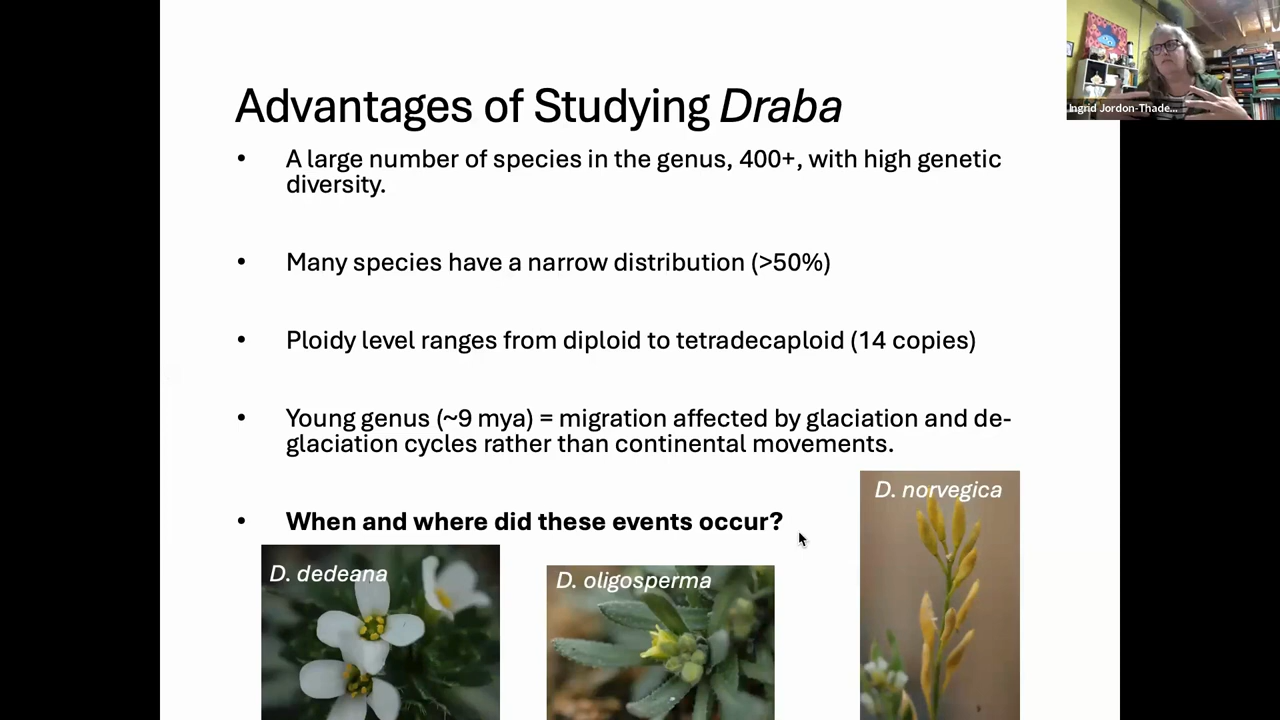 Ingrid Jordon-Thade...
Advantages of Studying Draba
• A large number of species in the genus, 400+, with high genetic
diversity.
• Many species have a narrow distribution (>50%)
• Ploidy level ranges from diploid to tetradecaploid (14 copies)
• Young genus (~9 mya) = migration affected by glaciation and de-
glaciation cycles rather than continental movements.
• When and where did these events occur?
D. dedeana
D. oligosperma
D. norvegica